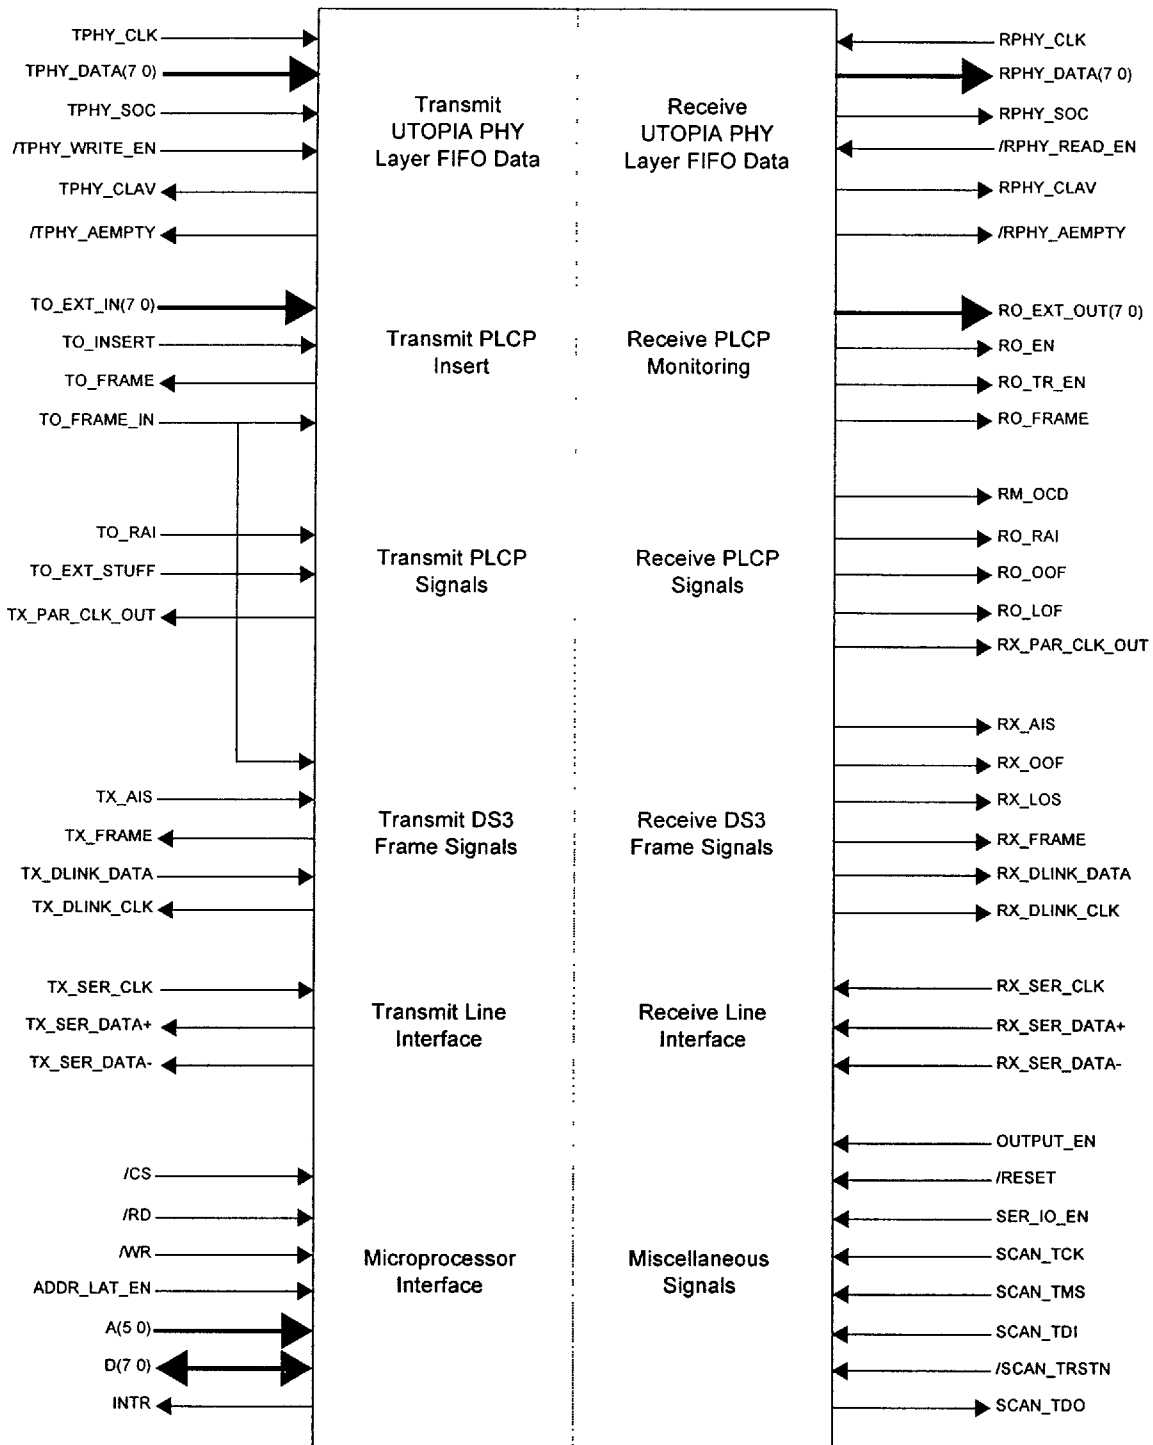 TPHY_CLK
TPHY_DATA(7 0)
TPHY_SOC
/TPHY_WRITE_EN
TPHY_CLAV
/TPHY_AEMPTY
Transmit
UTOPIA PHY
Layer FIFO Data
Receive
UTOPIA PHY
Layer FIFO Data
RPHY_CLK
RPHY_DATA(7 0)
RPHY_SOC
/RPHY_READ_EN
RPHY_CLAV
/RPHY_AEMPTY
TO_EXT_IN(7 0)
TO_INSERT
TO_FRAME
TO_FRAME_IN
Transmit PLCP
Insert
Receive PLCP
Monitoring
RO_EXT_OUT(7 0)
RO_EN
RO_TR_EN
RO_FRAME
TO_RAI
TO_EXT_STUFF
TX_PAR_CLK_OUT
Transmit PLCP
Signals
Receive PLCP
Signals
RM_OCD
RO_RAI
RO_OOF
RO_LOF
RX_PAR_CLK_OUT
TX_AIS
TX_FRAME
TX_DLINK_DATA
TX_DLINK_CLK
Transmit DS3
Frame Signals
Receive DS3
Frame Signals
RX_AIS
RX_OOF
RX_LOS
RX_FRAME
RX_DLINK_DATA
RX_DLINK_CLK
TX_SER_CLK
TX_SER_DATA+
TX_SER_DATA-
Transmit Line
Interface
Receive Line
Interface
RX_SER_CLK
RX_SER_DATA+
RX_SER_DATA-
/CS
/RD
/WR
ADDR_LAT_EN
A(5 0)
D(7 0)
INTR
Microprocessor
Interface
Miscellaneous
Signals
OUTPUT_EN
/RESET
SER_IO_EN
SCAN_TCK
SCAN_TMS
SCAN_TDI
/SCAN_TRSTN
SCAN_TDO